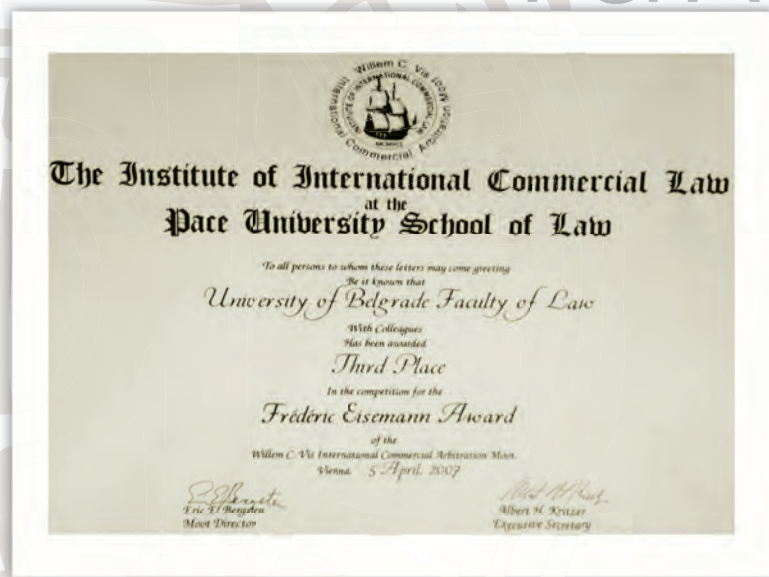 Willem C. Vis International Commercial Arbitration Moot
INSTITUTE OF INTERNATIONAL COMMERCIAL LAW
The Institute of International Commercial Law
at the
Pace University School of Law
To all persons to whom these letters may come greeting
Be it known that
University of Belgrade Faculty of Law
With Colleagues
Has been awarded
Third Place
In the competition for the
Frédéric Eisemann Award
of the
Willem C. Vis International Commercial Arbitration Moot.
Vienna. 5 April. 2007
Eric E. Bergsten
Albert H. Kritzer
Moot Director
Executive Secretary